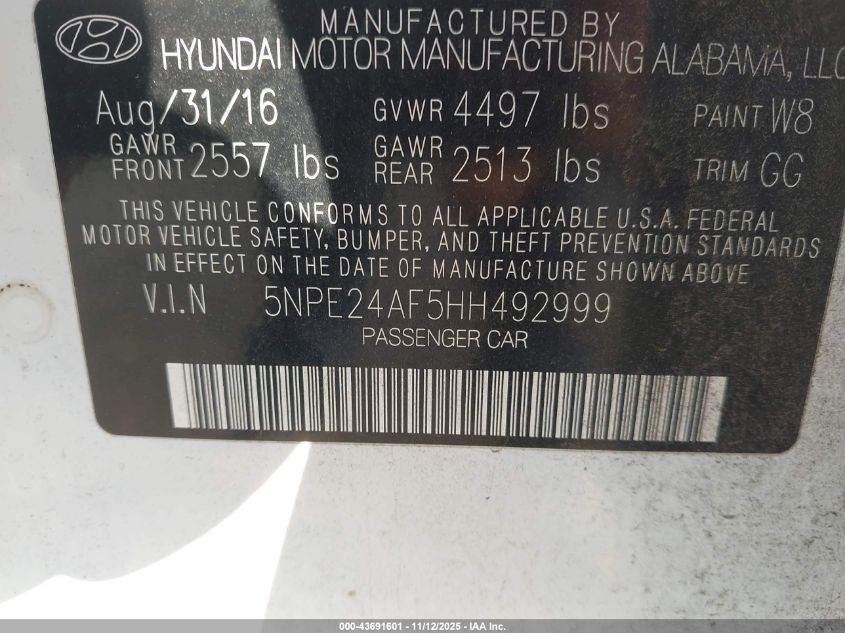 MANUFACTURED BY
HYUNDAI MOTOR MANUFACTURING ALABAMA, LLC
Aug/31/16 GVWR 4497 lbs PAINT W8
GAWR FRONT 2557 lbs GAWR REAR 2513 lbs TRIM GG
THIS VEHICLE CONFORMS TO ALL APPLICABLE U.S.A. FEDERAL
MOTOR VEHICLE SAFETY, BUMPER, AND THEFT PREVENTION STANDARDS
IN EFFECT ON THE DATE OF MANUFACTURE SHOWN ABOVE
V.I.N 5NPE24AF5HH492999
PASSENGER CAR
000-43691601 - 11/12/2025 - IAA Inc.